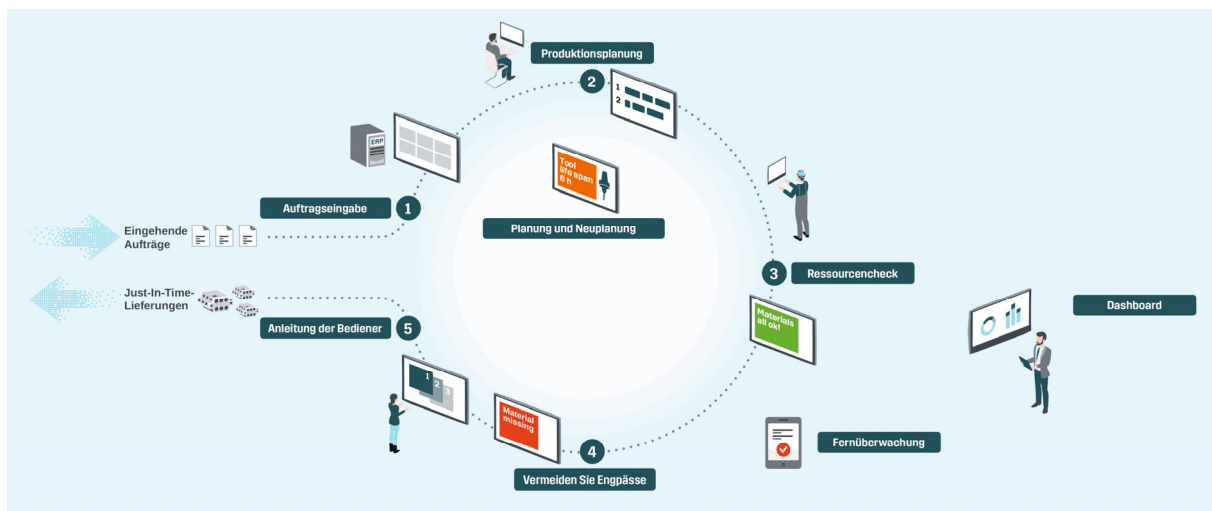 Produktionsplanung
2
1
2
ERP
Tool
life span
6 h
Auftragseingabe
1
Planung und Neuplanung
Eingehende
Aufträge
3
Ressourcencheck
Just-In-Time-
Lieferungen
Materials
all ok!
Dashboard
Anleitung der Bediener
5
1
2
3
Material
missing
4
Fernüberwachung
Vermeiden Sie Engpässe